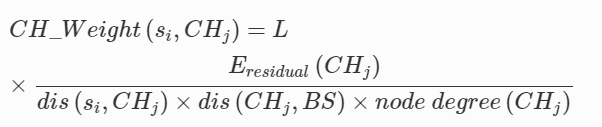 CH_Weight(s_i, CH_j) = L
× E_residual(CH_j) / dis(s_i, CH_j) × dis(CH_j, BS) × node degree(CH_j)